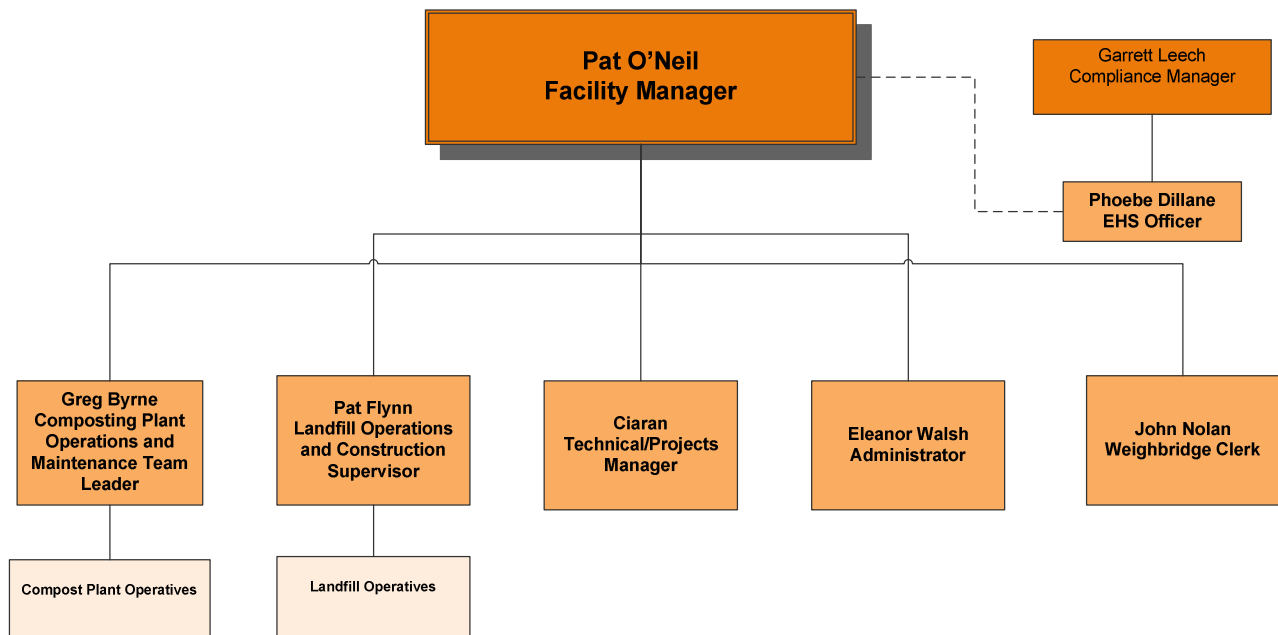 Pat O’Neil
Facility Manager
Garrett Leech
Compliance Manager
Phoebe Dillane
EHS Officer
Greg Byrne
Composting Plant
Operations and
Maintenance Team
Leader
Pat Flynn
Landfill Operations
and Construction
Supervisor
Ciaran
Technical/Projects
Manager
Eleanor Walsh
Administrator
John Nolan
Weighbridge Clerk
Compost Plant Operatives
Landfill Operatives